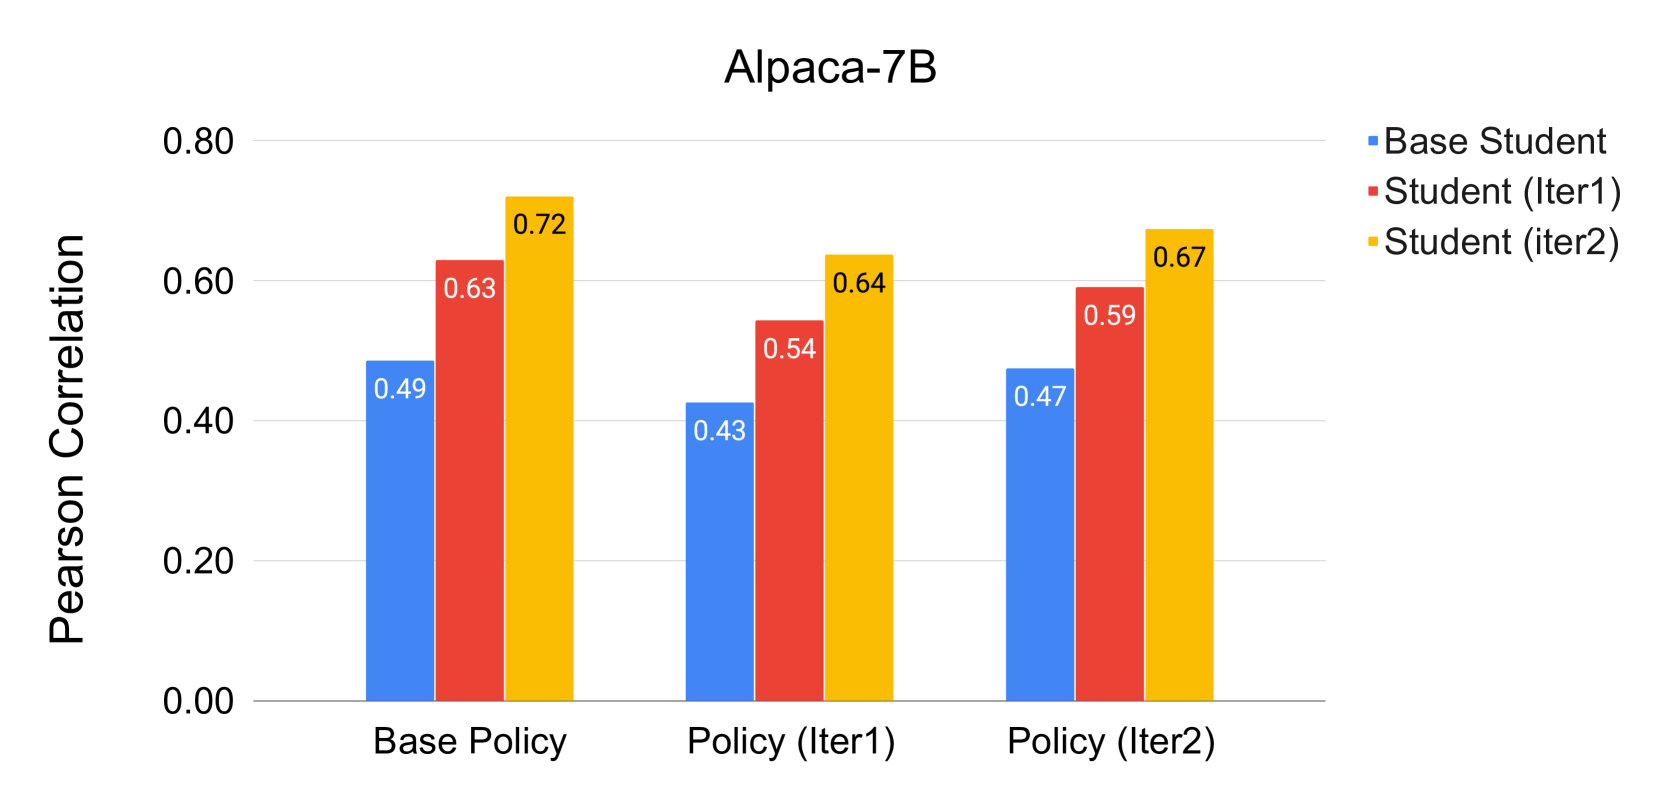 Alpaca-7B
Pearson Correlation
0.80
0.60
0.40
0.20
0.00
0.49
0.63
0.72
0.43
0.54
0.64
0.47
0.59
0.67
Base Policy
Policy (Iter1)
Policy (Iter2)
Base Student
Student (Iter1)
Student (iter2)